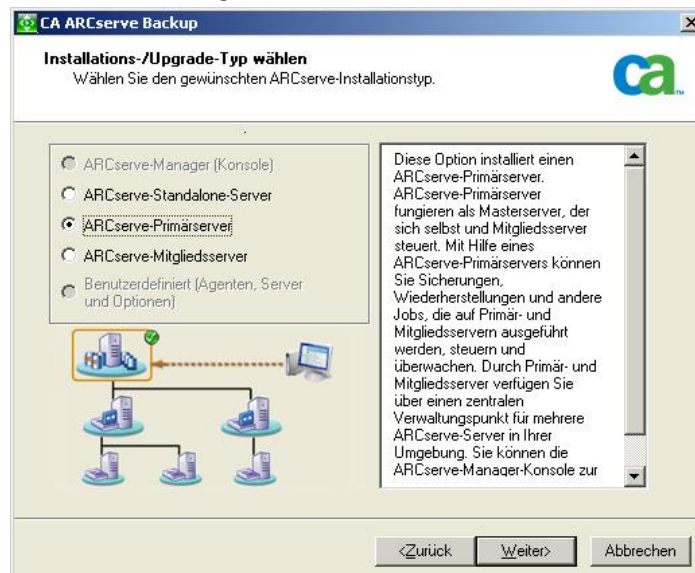 CA ARCserve Backup
Installations-/Upgrade-Typ wählen
Wählen Sie den gewünschten ARCserve-Installationstyp.
ca
ARCserve-Manager (Konsole)
ARCserve-Standalone-Server
ARCserve-Primärserver
ARCserve-Mitgliedsserver
Benutzerdefiniert (Agenten, Server
und Optionen)
Diese Option installiert einen
ARCserve-Primärserver.
ARCserve-Primärserver
fungieren als Masterserver, der
sich selbst und Mitgliedsserver
steuert. Mit Hilfe eines
ARCserve-Primärservers können
Sie Sicherungen,
Wiederherstellungen und andere
Jobs, die auf Primär- und
Mitgliedsservern ausgeführt
werden, steuern und
überwachen. Durch Primär- und
Mitgliedsserver verfügen Sie
über einen zentralen
Verwaltungspunkt für mehrere
ARCserve-Server in Ihrer
Umgebung. Sie können die
ARCserve-Manager-Konsole zur
<Zurück
Weiter>
Abbrechen